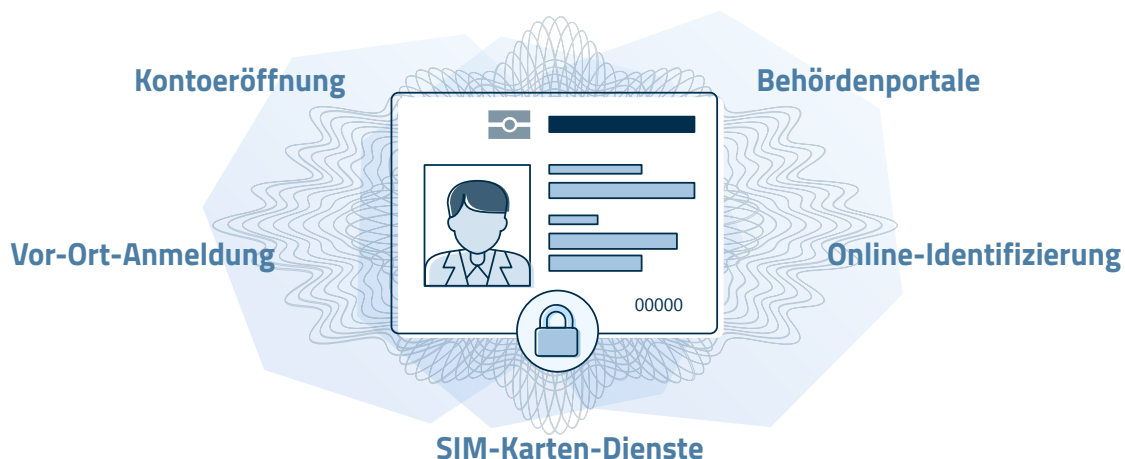 Kontoeröffnung
Behördenportale
00000
Vor-Ort-Anmeldung
Online-Identifizierung
SIM-Karten-Dienste